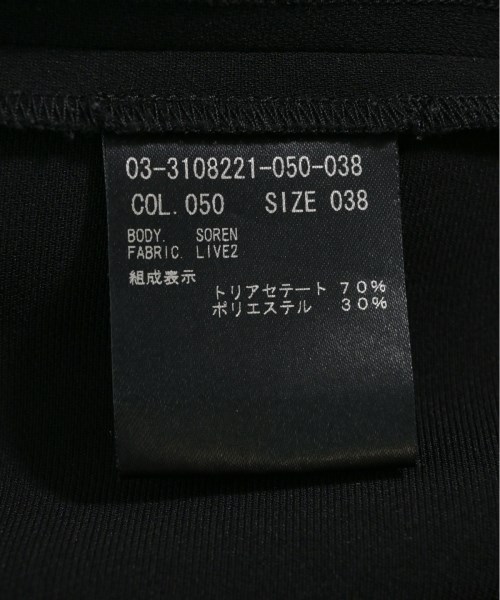 03-3108221-050-038
COL.050 SIZE 038
BODY. SOREN
FABRIC. LIVE2
組成表示
トリアセテート 70%
ポリエステル 30%